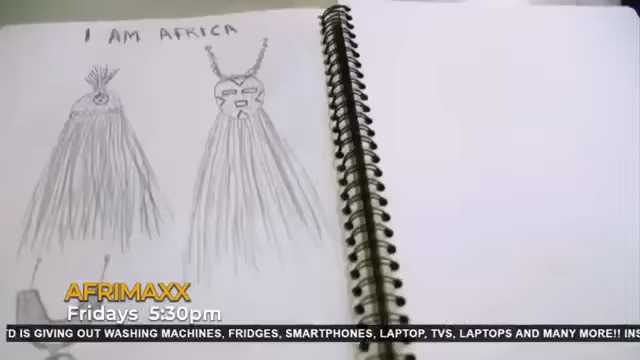 I AM AFRICA
AFRIMAXX
Fridays 5:30pm
IS GIVING OUT WASHING MACHINES, FRIDGES, SMARTPHONES, LAPTOP, TVS, LAPTOPS AND MANY MORE!!